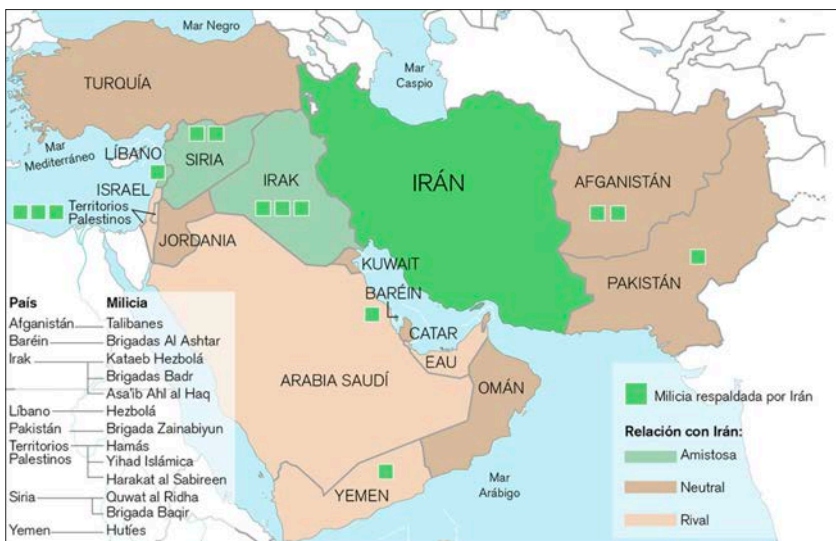 Mar Negro
Mar
Caspio
TURQUÍA
Mar
Mediterráneo
LÍBANO
SIRIA
IRAK
IRÁN
AFGANISTÁN
ISRAEL
Territorios
Palestinos
JORDANIA
KUWAIT
PAKISTÁN
BARÉIN
CATAR
EAU
ARABIA SAUDÍ
OMÁN
YEMEN
Mar
Arábigo
País Milicia
Afganistán Talibanes
Baréin Brigadas Al Ashtar
Irak Kataeb Hezbolá
Brigadas Badr
Asa'ib Ahl al Haq
Líbano Hezbolá
Pakistán Brigada Zainabiyun
Territorios Hamás
Palestinos Yihad Islámica
Harakat al Sabireen
Siria Quwat al Ridha
Brigada Baqir
Yemen Hutíes
Milicia respaldada por Irán
Relación con Irán:
Amistosa
Neutral
Rival